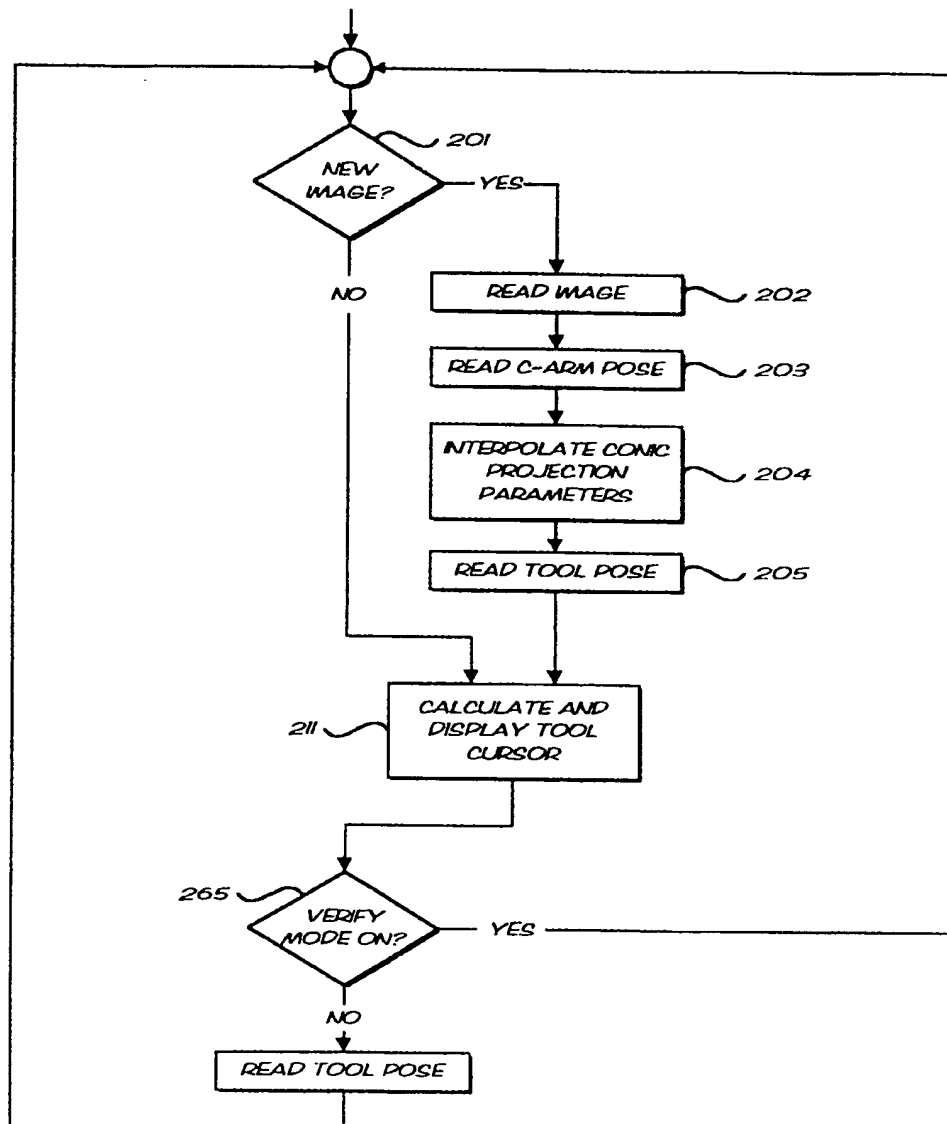 201
NEW
IMAGE?
YES
NO
READ IMAGE
202
READ C-ARM POSE
203
INTERPOLATE CONIC
PROJECTION
PARAMETERS
204
READ TOOL POSE
205
CALCULATE AND
DISPLAY TOOL
CURSOR
211
265
VERIFY
MODE ON?
YES
NO
READ TOOL POSE